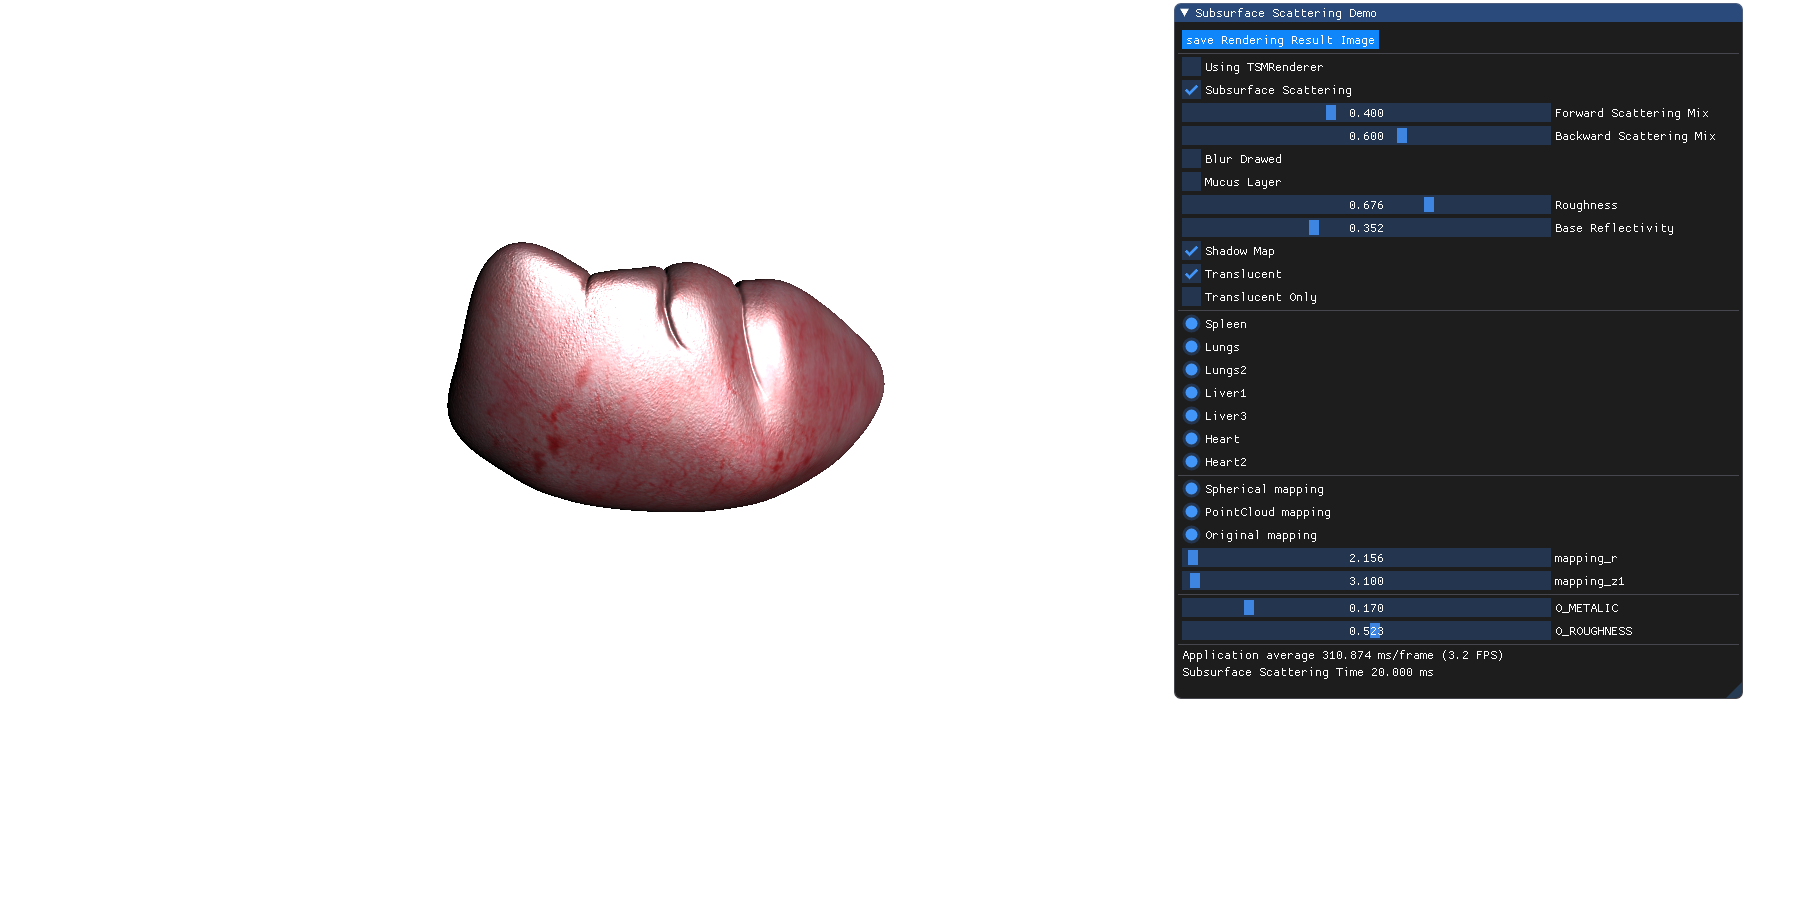 Subsurface Scattering Demo
save Rendering Result Image
Using TSMRenderer
Subsurface Scattering
0.400 Forward Scattering Mix
0.600 Backward Scattering Mix
Blur Drawed
Mucus Layer
0.676 Roughness
0.352 Base Reflectivity
Shadow Map
Translucent
Translucent Only
Spleen
Lungs
Lungs2
Liver1
Liver3
Heart
Heart2
Spherical mapping
PointCloud mapping
Original mapping
2.156 mapping_r
3.100 mapping_z1
0.170 O_METALIC
0.523 O_ROUGHNESS
Application average 310.874 ms/frame (3.2 FPS)
Subsurface Scattering Time 20.000 ms